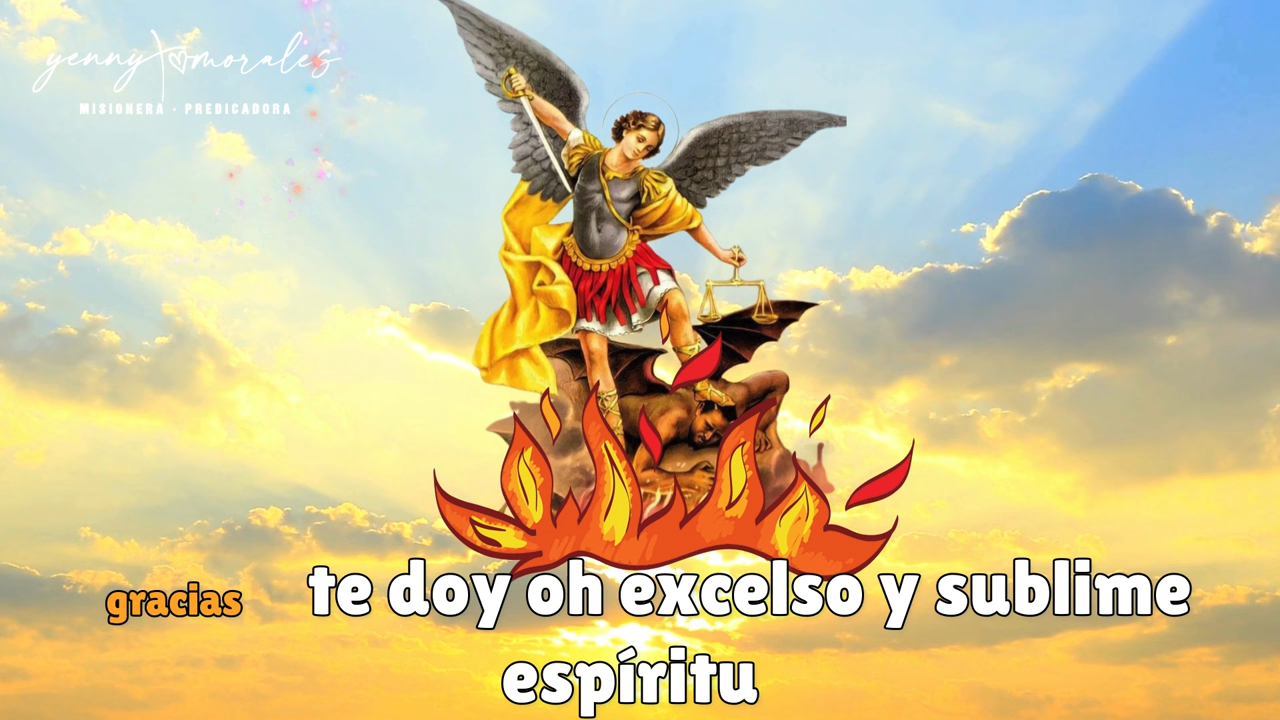 yenny morales
MISIONERA · PREDICADORA
gracias te doy oh excelso y sublime
espíritu